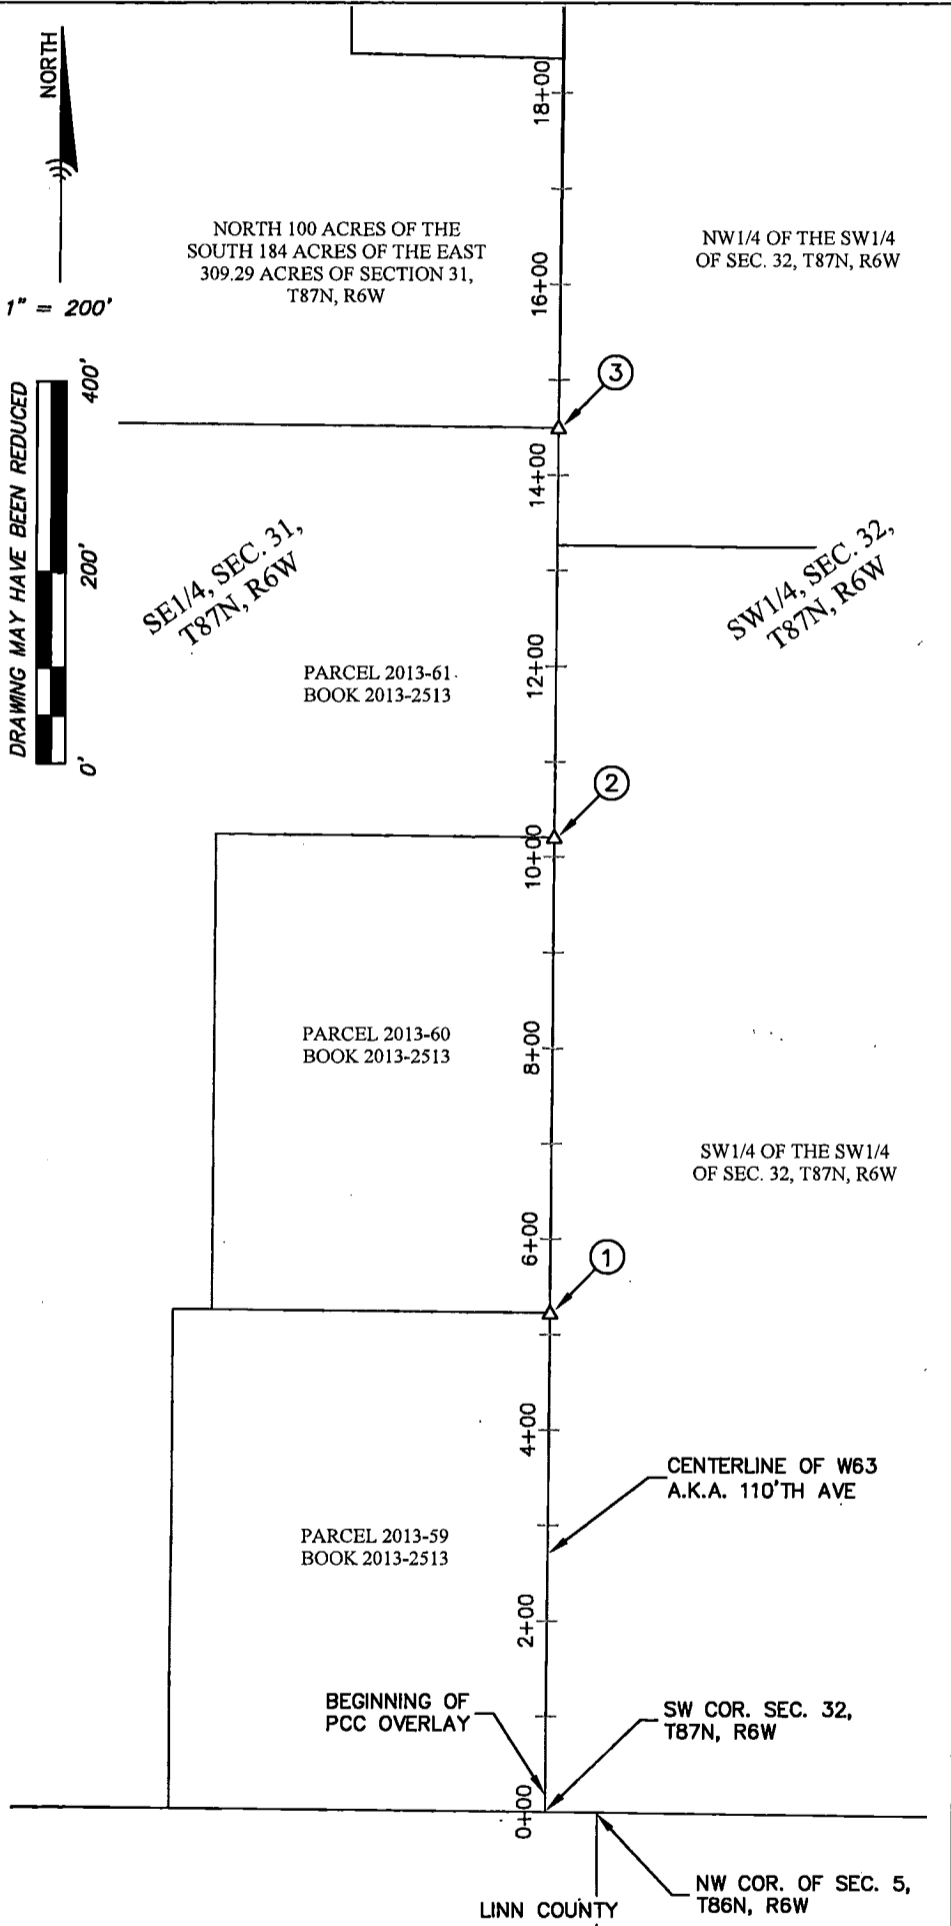 NORTH
18+00
NORTH 100 ACRES OF THE
SOUTH 184 ACRES OF THE EAST
309.29 ACRES OF SECTION 31,
T87N, R6W
NW1/4 OF THE SW1/4
OF SEC. 32, T87N, R6W
16+00
1" = 200'
DRAWING MAY HAVE BEEN REDUCED
400'
200'
0'
3
14+00
SE1/4, SEC. 31,
T87N, R6W
SW1/4, SEC. 32,
T87N, R6W
12+00
PARCEL 2013-61
BOOK 2013-2513
2
10+00
PARCEL 2013-60
BOOK 2013-2513
8+00
SW1/4 OF THE SW1/4
OF SEC. 32, T87N, R6W
6+00
1
4+00
CENTERLINE OF W63
A.K.A. 110'TH AVE
PARCEL 2013-59
BOOK 2013-2513
2+00
BEGINNING OF
PCC OVERLAY
SW COR. SEC. 32,
T87N, R6W
0+00
NW COR. OF SEC. 5,
T86N, R6W
LINN COUNTY